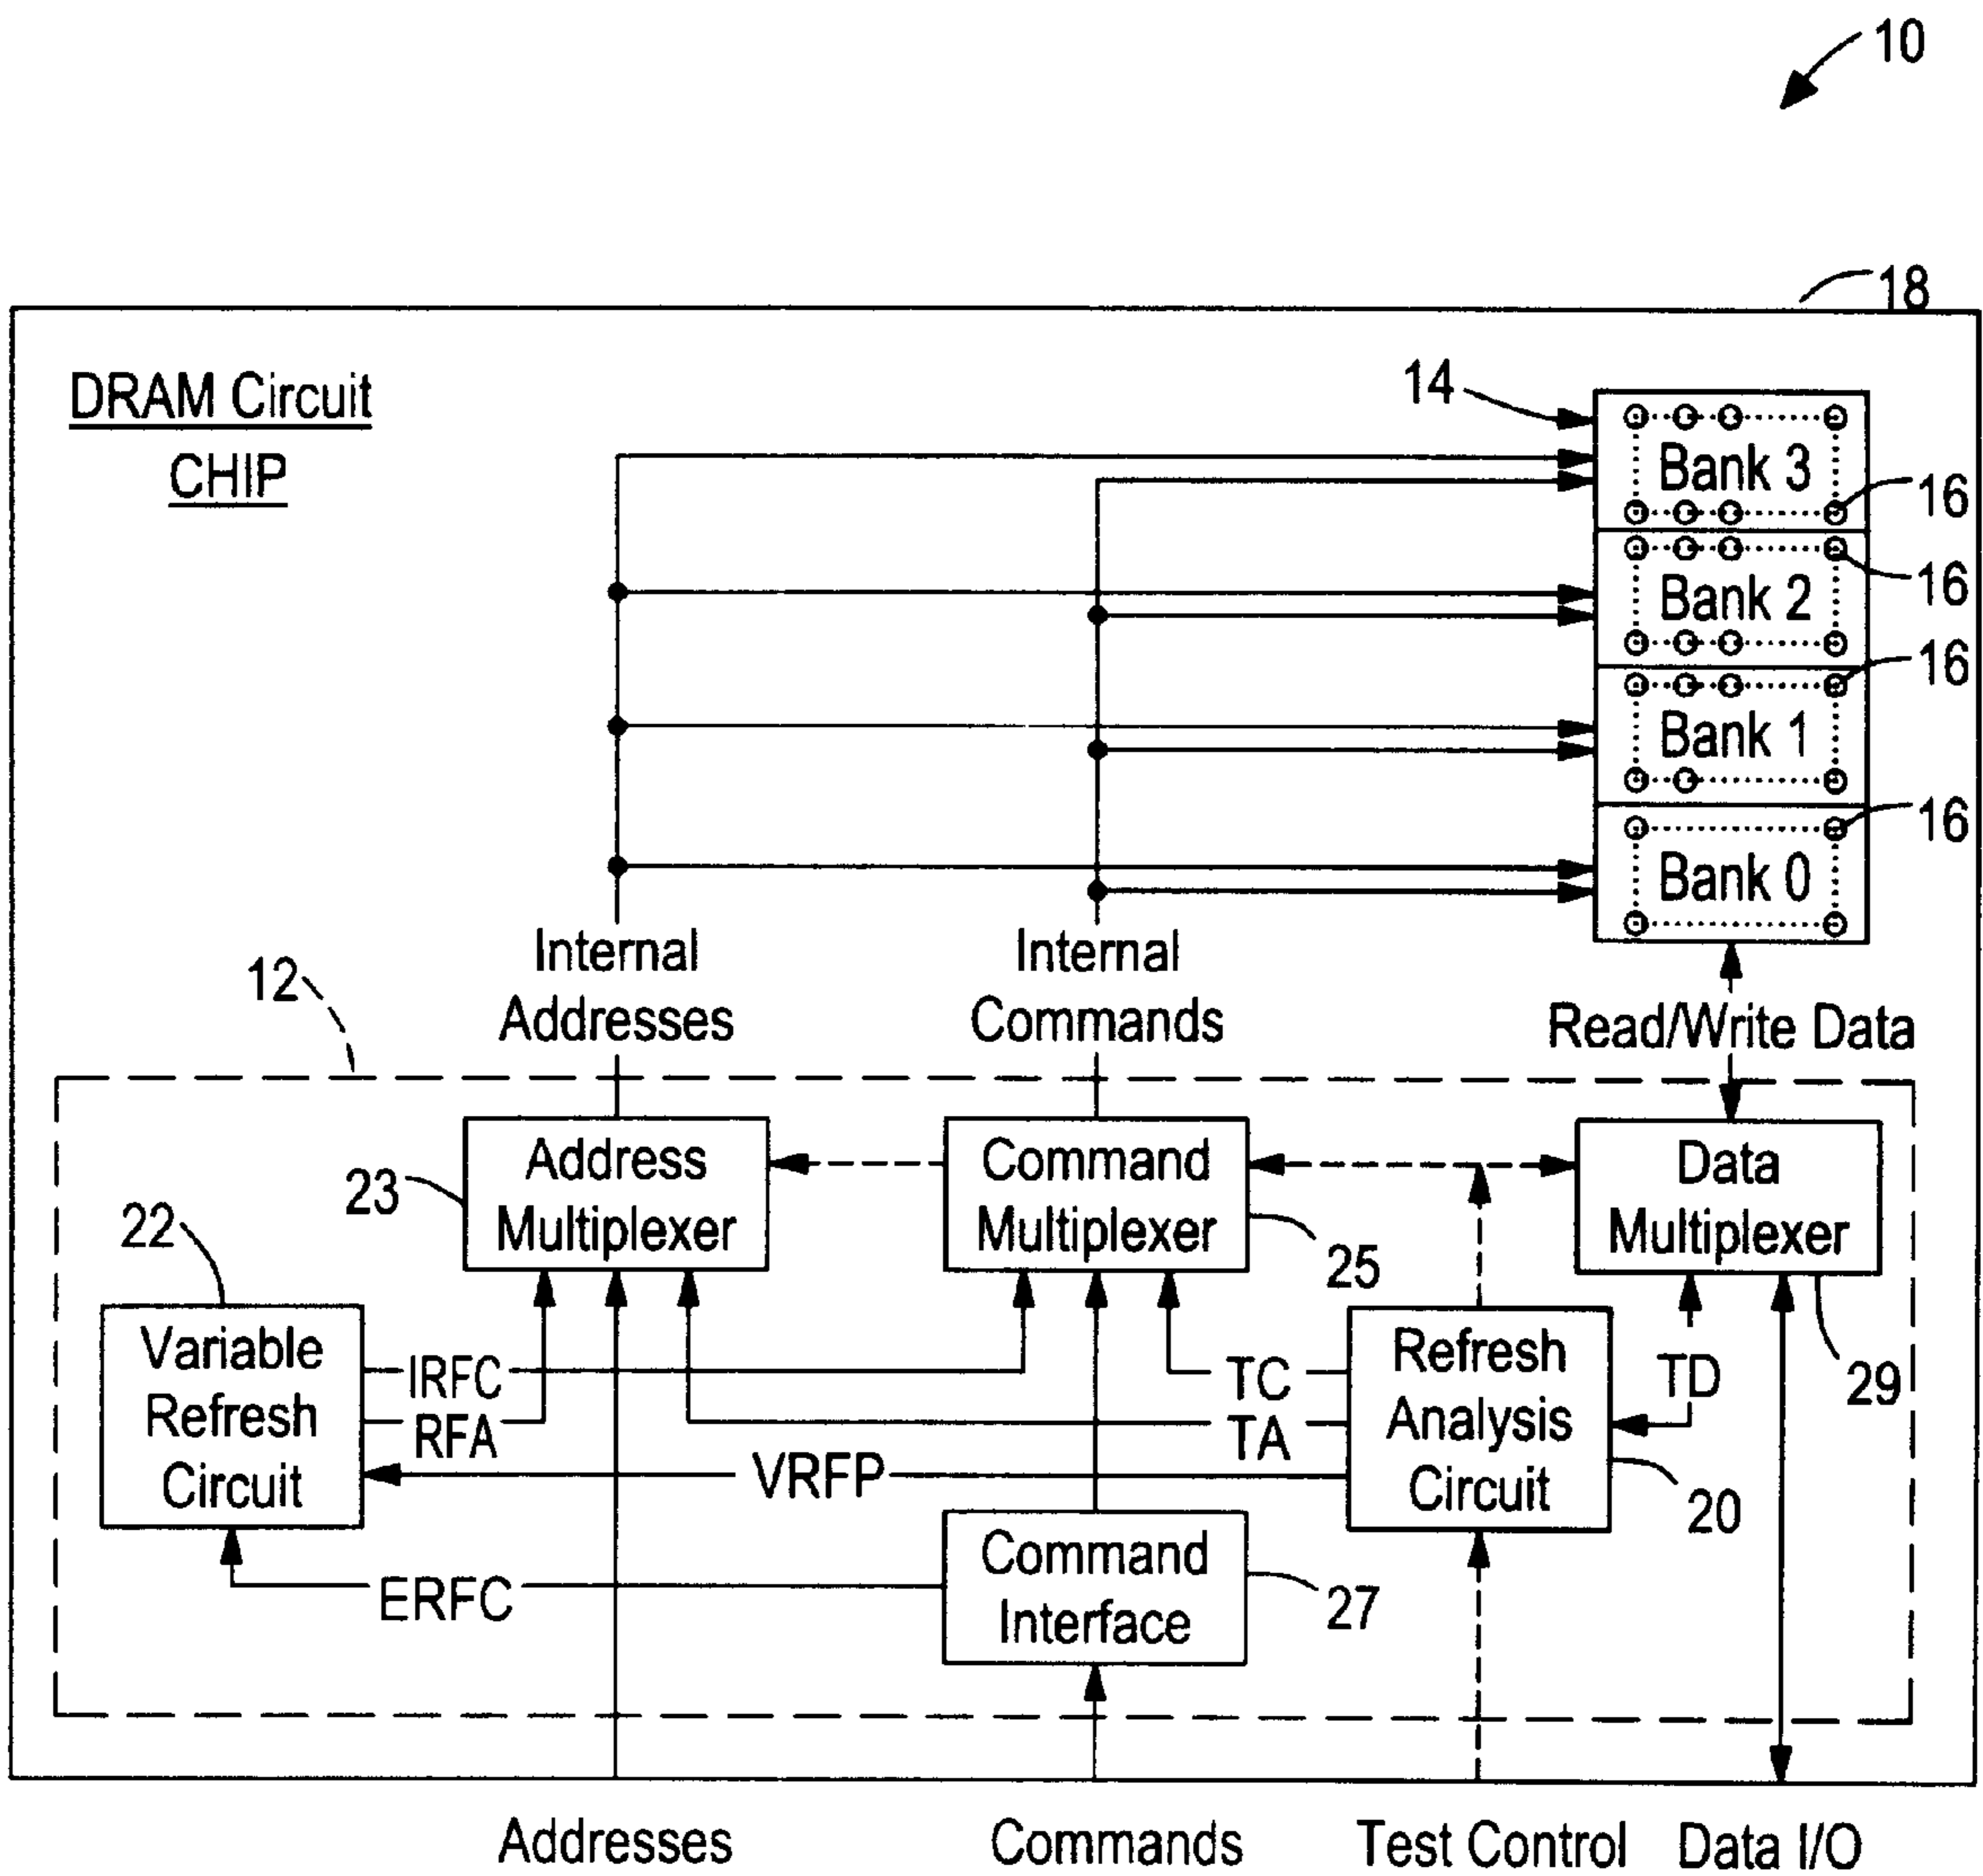 10
18
DRAM Circuit
CHIP
14
Bank 3
16
Bank 2
16
Bank 1
16
Bank 0
16
Internal
Addresses
Internal
Commands
Read/Write Data
12
Address
Multiplexer
23
Command
Multiplexer
25
Data
Multiplexer
29
22
Variable
Refresh
Circuit
IRFC
RFA
VRFP
ERFC
TC
TA
TD
Refresh
Analysis
Circuit
20
Command
Interface
27
Addresses
Commands
Test Control
Data I/O